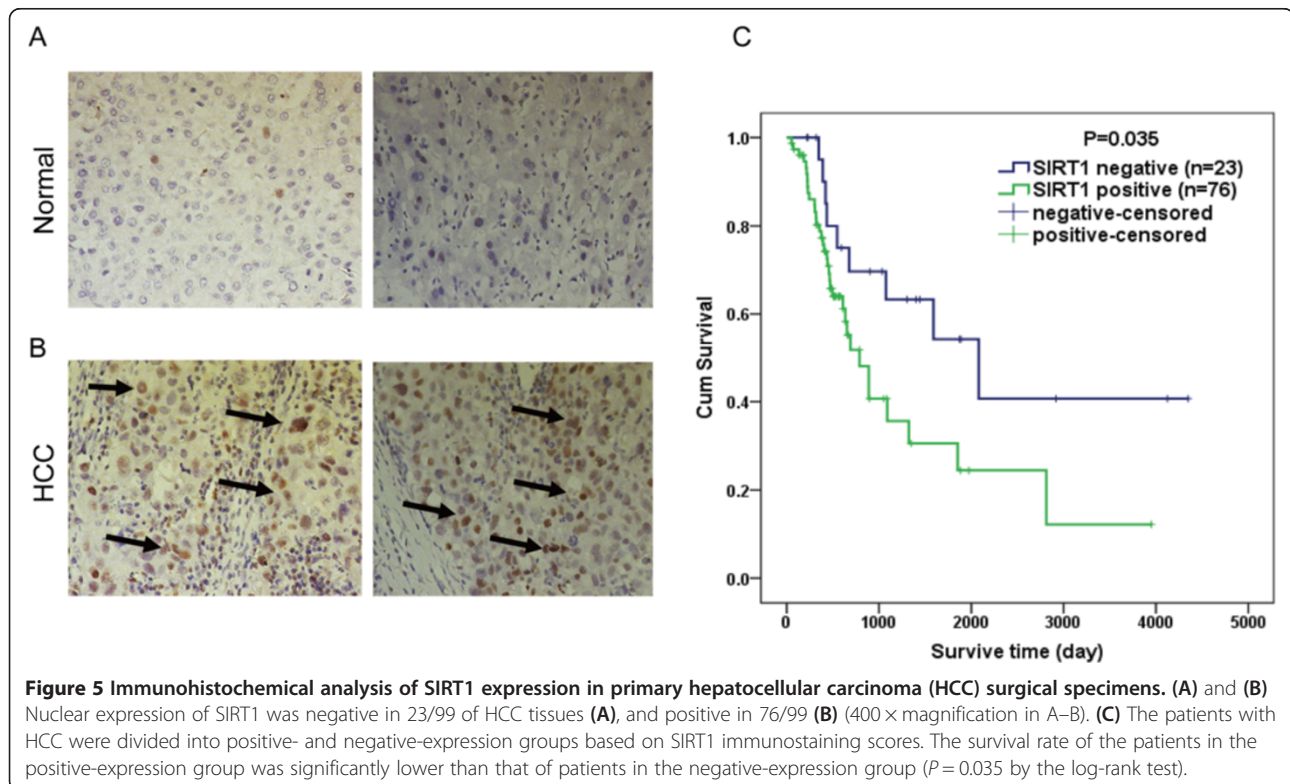 A
Normal
B
HCC
C
P=0.035
SIRT1 negative (n=23)
SIRT1 positive (n=76)
negative-censored
positive-censored
Cum Survival
1.0
0.8
0.6
0.4
0.2
0.0
0 1000 2000 3000 4000 5000
Survive time (day)
Figure 5 Immunohistochemical analysis of SIRT1 expression in primary hepatocellular carcinoma (HCC) surgical specimens. (A) and (B)
Nuclear expression of SIRT1 was negative in 23/99 of HCC tissues (A), and positive in 76/99 (B) (400 × magnification in A–B). (C) The patients with
HCC were divided into positive- and negative-expression groups based on SIRT1 immunostaining scores. The survival rate of the patients in the
positive-expression group was significantly lower than that of patients in the negative-expression group (P = 0.035 by the log-rank test).